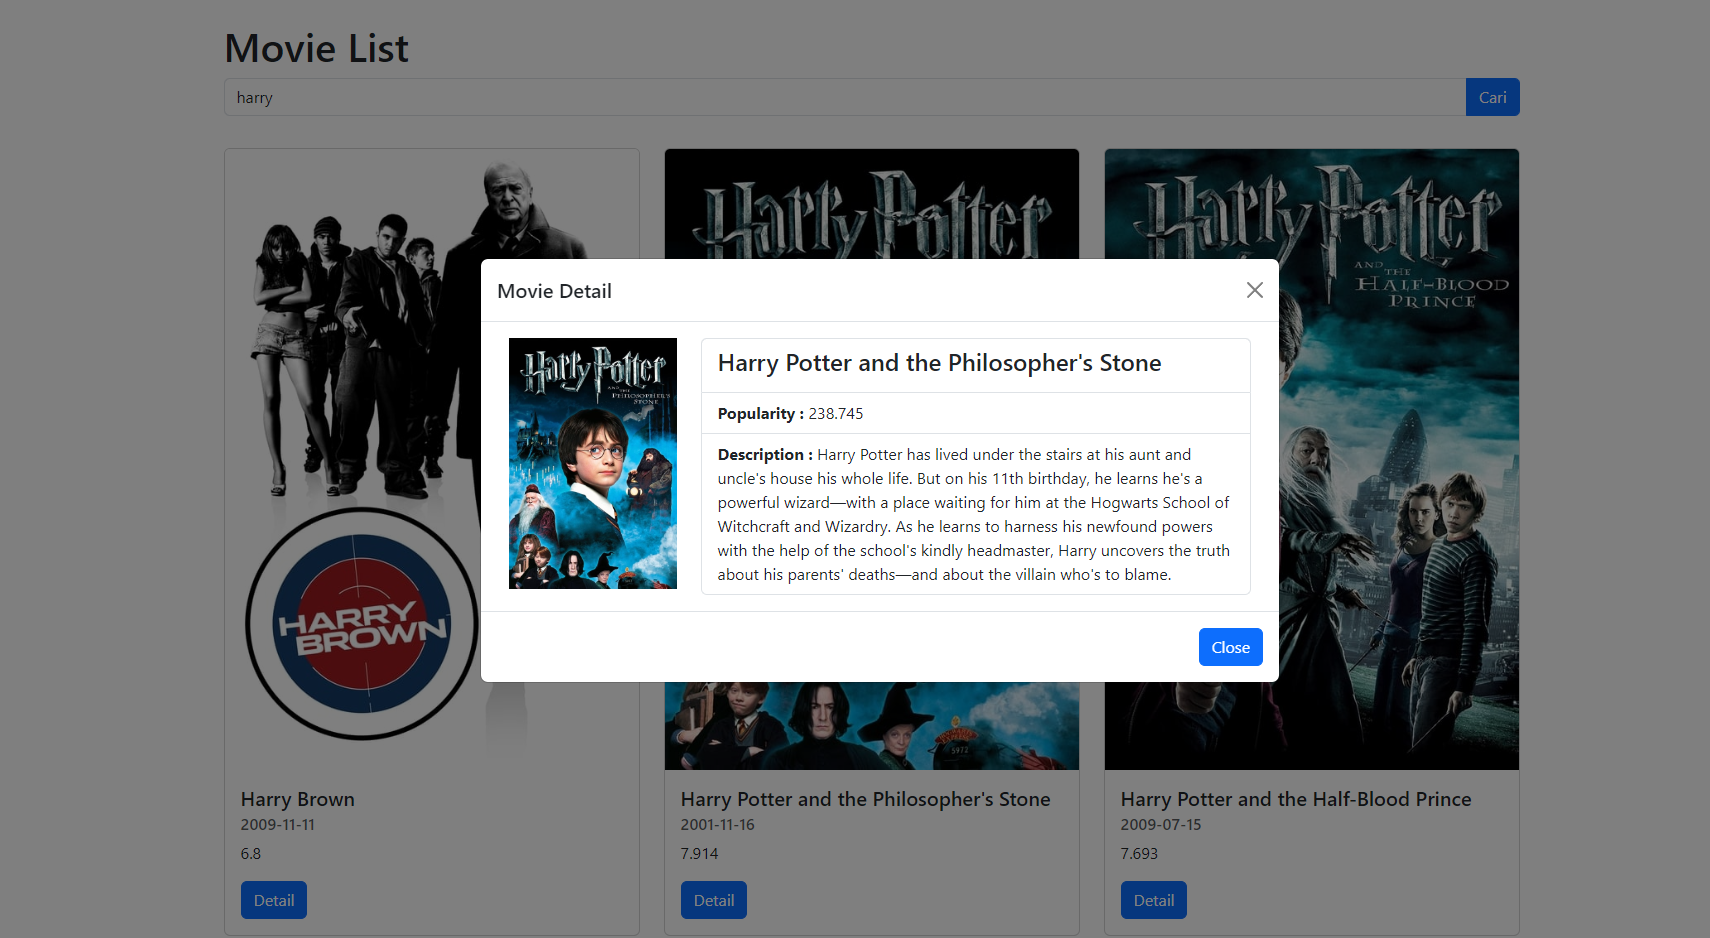 Movie List
harry
Cari
Harry Potter
Harry Potter
AND THE
HALF-BLOOD
PRINCE
Movie Detail
Harry Potter
AND THE
PHILOSOPHER'S
STONE
Harry Potter and the Philosopher's Stone
Popularity : 238.745
Description : Harry Potter has lived under the stairs at his aunt and
uncle's house his whole life. But on his 11th birthday, he learns he's a
powerful wizard—with a place waiting for him at the Hogwarts School of
Witchcraft and Wizardry. As he learns to harness his newfound powers
with the help of the school's kindly headmaster, Harry uncovers the truth
about his parents' deaths—and about the villain who's to blame.
Close
HARRY
BROWN
5972
Harry Brown
2009-11-11
6.8
Detail
Harry Potter and the Philosopher's Stone
2001-11-16
7.914
Detail
Harry Potter and the Half-Blood Prince
2009-07-15
7.693
Detail